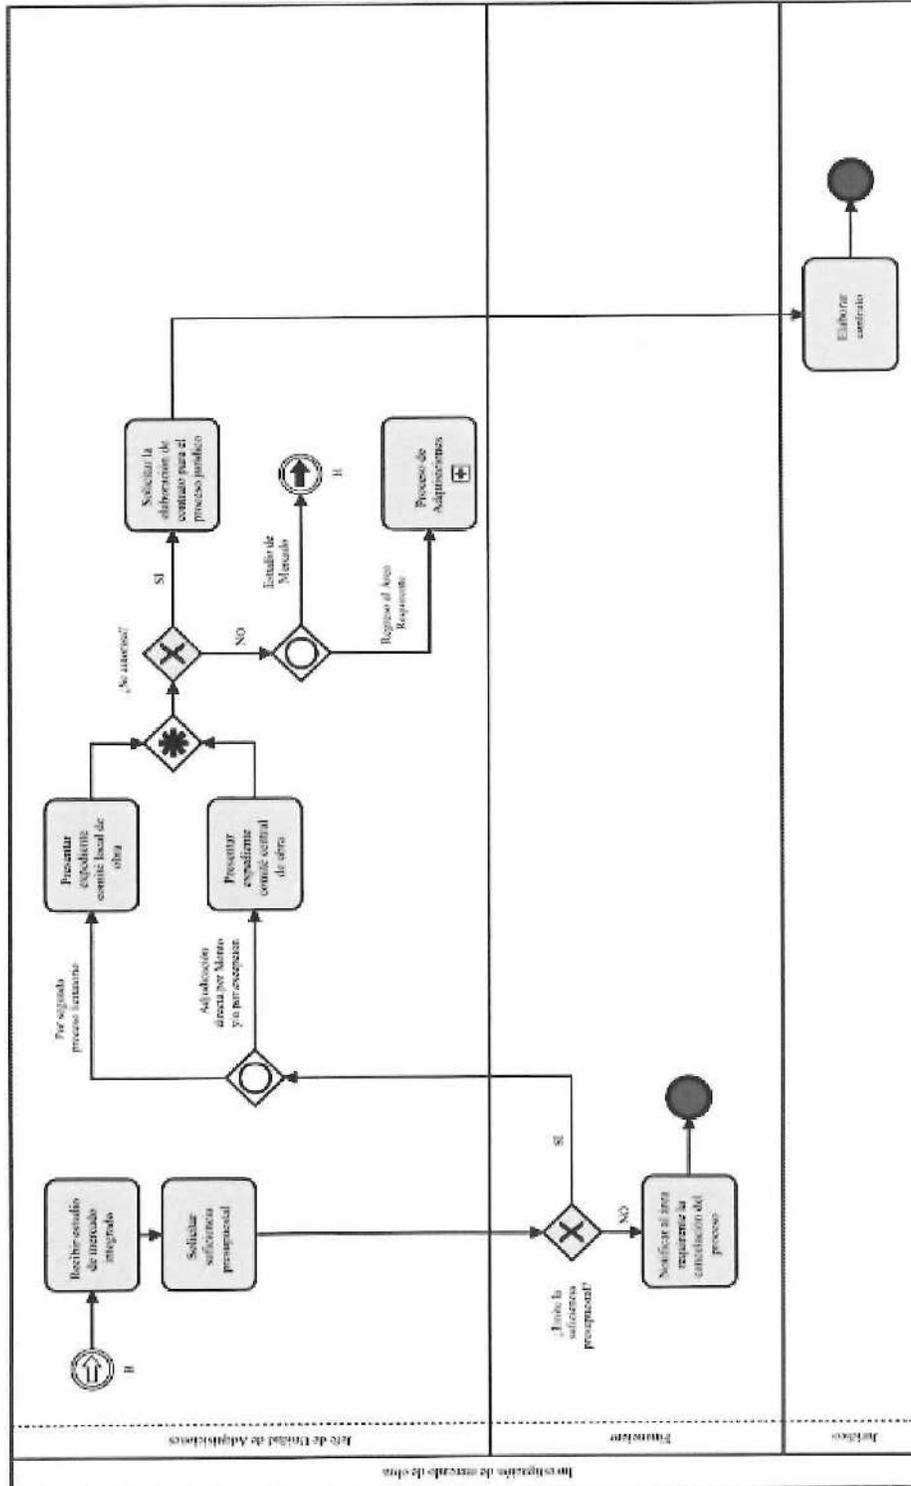 Investigación de mercado de obra
Jefe de Unidad de Adquisiciones
Financiero
Jurídico
B
Recibir estudio
de mercado
integrado
Solicitar
suficiencia
presupuestal
¿Emite la
suficiencia
presupuestal?
NO
SI
Notificar al área
requirente la
cancelación del
proceso
Por segundo
proceso licitatorio
Adjudicación
directa por Monto
y/o por excepción
Presentar
expediente
comité local de
obra
Presentar
expediente
comité central
de obra
¿Se autoriza?
SI
NO
Solicitar la
elaboración de
contrato para el
proceso jurídico
Estudio de
Mercado
Regreso al Área
Requirente
Proceso de
Adquisiciones
Elaborar
contrato